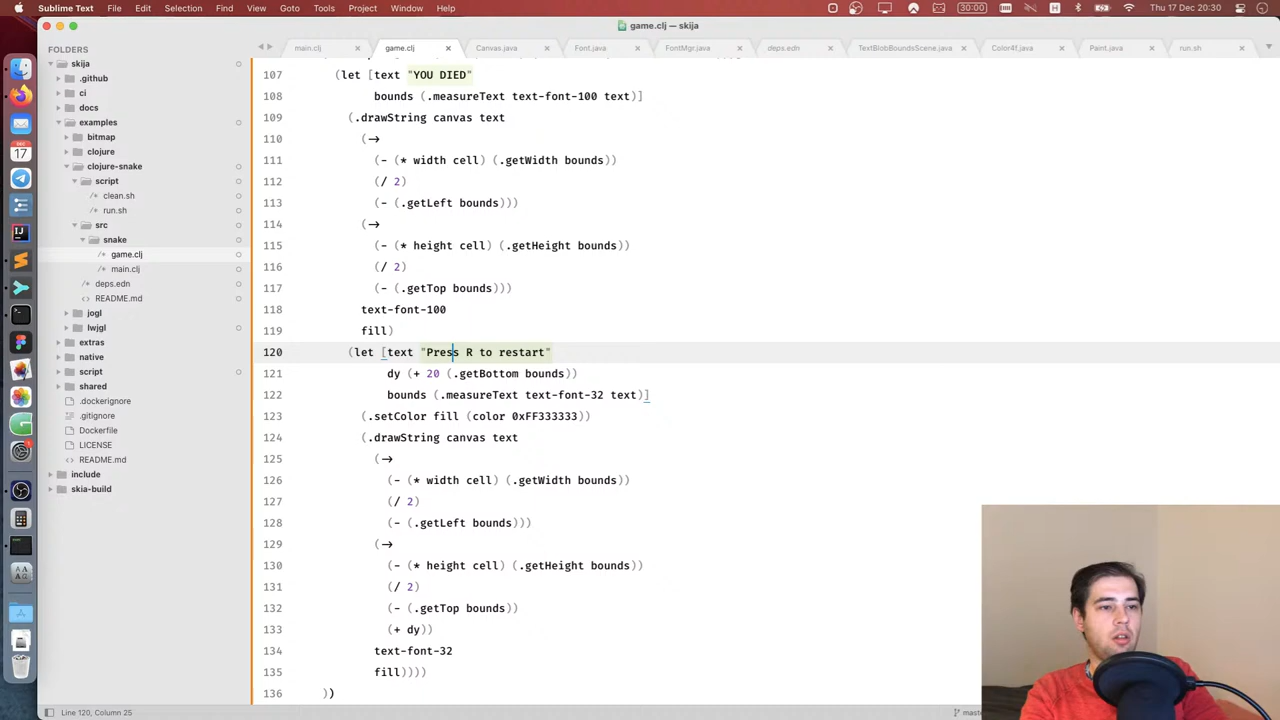 Sublime Text File Edit Selection Find View Goto Tools Project Window Help 30:00 Thu 17 Dec 20:30
game.clj — skija
FOLDERS
main.clj game.clj Canvas.java Font.java FontMgr.java deps.edn TextBlobBoundsScene.java Color4f.java Paint.java run.sh
skija
.github
ci
docs
examples
bitmap
clojure
clojure-snake
script
clean.sh
run.sh
src
snake
game.clj
main.clj
deps.edn
README.md
jogl
lwjgl
extras
native
script
shared
.dockerignore
.gitignore
Dockerfile
LICENSE
README.md
include
skia-build
107 (let [text "YOU DIED"
108 bounds (.measureText text-font-100 text)]
109 (.drawString canvas text
110 (->
111 (- (* width cell) (.getWidth bounds))
112 (/ 2)
113 (- (.getLeft bounds)))
114 (->
115 (- (* height cell) (.getHeight bounds))
116 (/ 2)
117 (- (.getTop bounds)))
118 text-font-100
119 fill)
120 (let [text "Press R to restart"
121 dy (+ 20 (.getBottom bounds))
122 bounds (.measureText text-font-32 text)]
123 (.setColor fill (color 0xFF333333))
124 (.drawString canvas text
125 (->
126 (- (* width cell) (.getWidth bounds))
127 (/ 2)
128 (- (.getLeft bounds)))
129 (->
130 (- (* height cell) (.getHeight bounds))
131 (/ 2)
132 (- (.getTop bounds))
133 (+ dy))
134 text-font-32
135 fill))))
136 ))
DEC
17
Line 120, Column 25